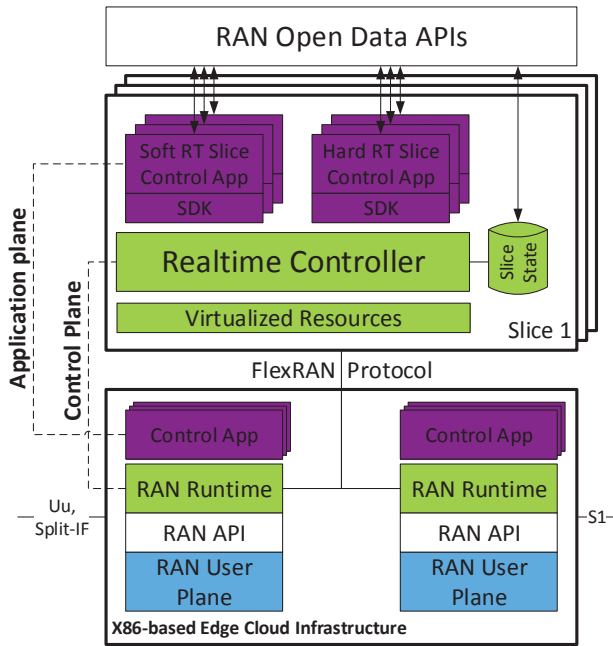 RAN Open Data APIs
Soft RT Slice
Control App
SDK
Hard RT Slice
Control App
SDK
Realtime Controller
Slice
State
Virtualized Resources
Slice 1
Application plane
Control Plane
FlexRAN Protocol
Control App
RAN Runtime
RAN API
RAN User
Plane
Control App
RAN Runtime
RAN API
RAN User
Plane
Uu,
Split-IF
S1
X86-based Edge Cloud Infrastructure